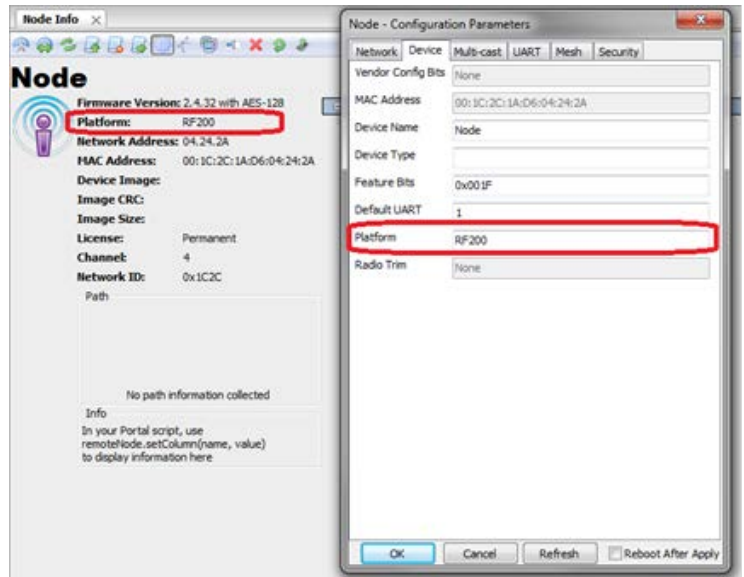 Node Info
Node
Firmware Version: 2.4.32 with AES-128
Platform: RF200
Network Address: 04.24.2A
MAC Address: 00:1C:2C:1A:D6:04:24:2A
Device Image:
Image CRC:
Image Size:
License: Permanent
Channel: 4
Network ID: 0x1C2C
Path
No path information collected
Info
In your Portal script, use
remoteNode.setColumn(name, value)
to display information here
Node - Configuration Parameters
Network Device Multi-cast UART Mesh Security
Vendor Config Bits None
MAC Address 00:1C:2C:1A:D6:04:24:2A
Device Name Node
Device Type
Feature Bits 0x001F
Default UART 1
Platform RF200
Radio Trim None
OK Cancel Refresh Reboot After Apply